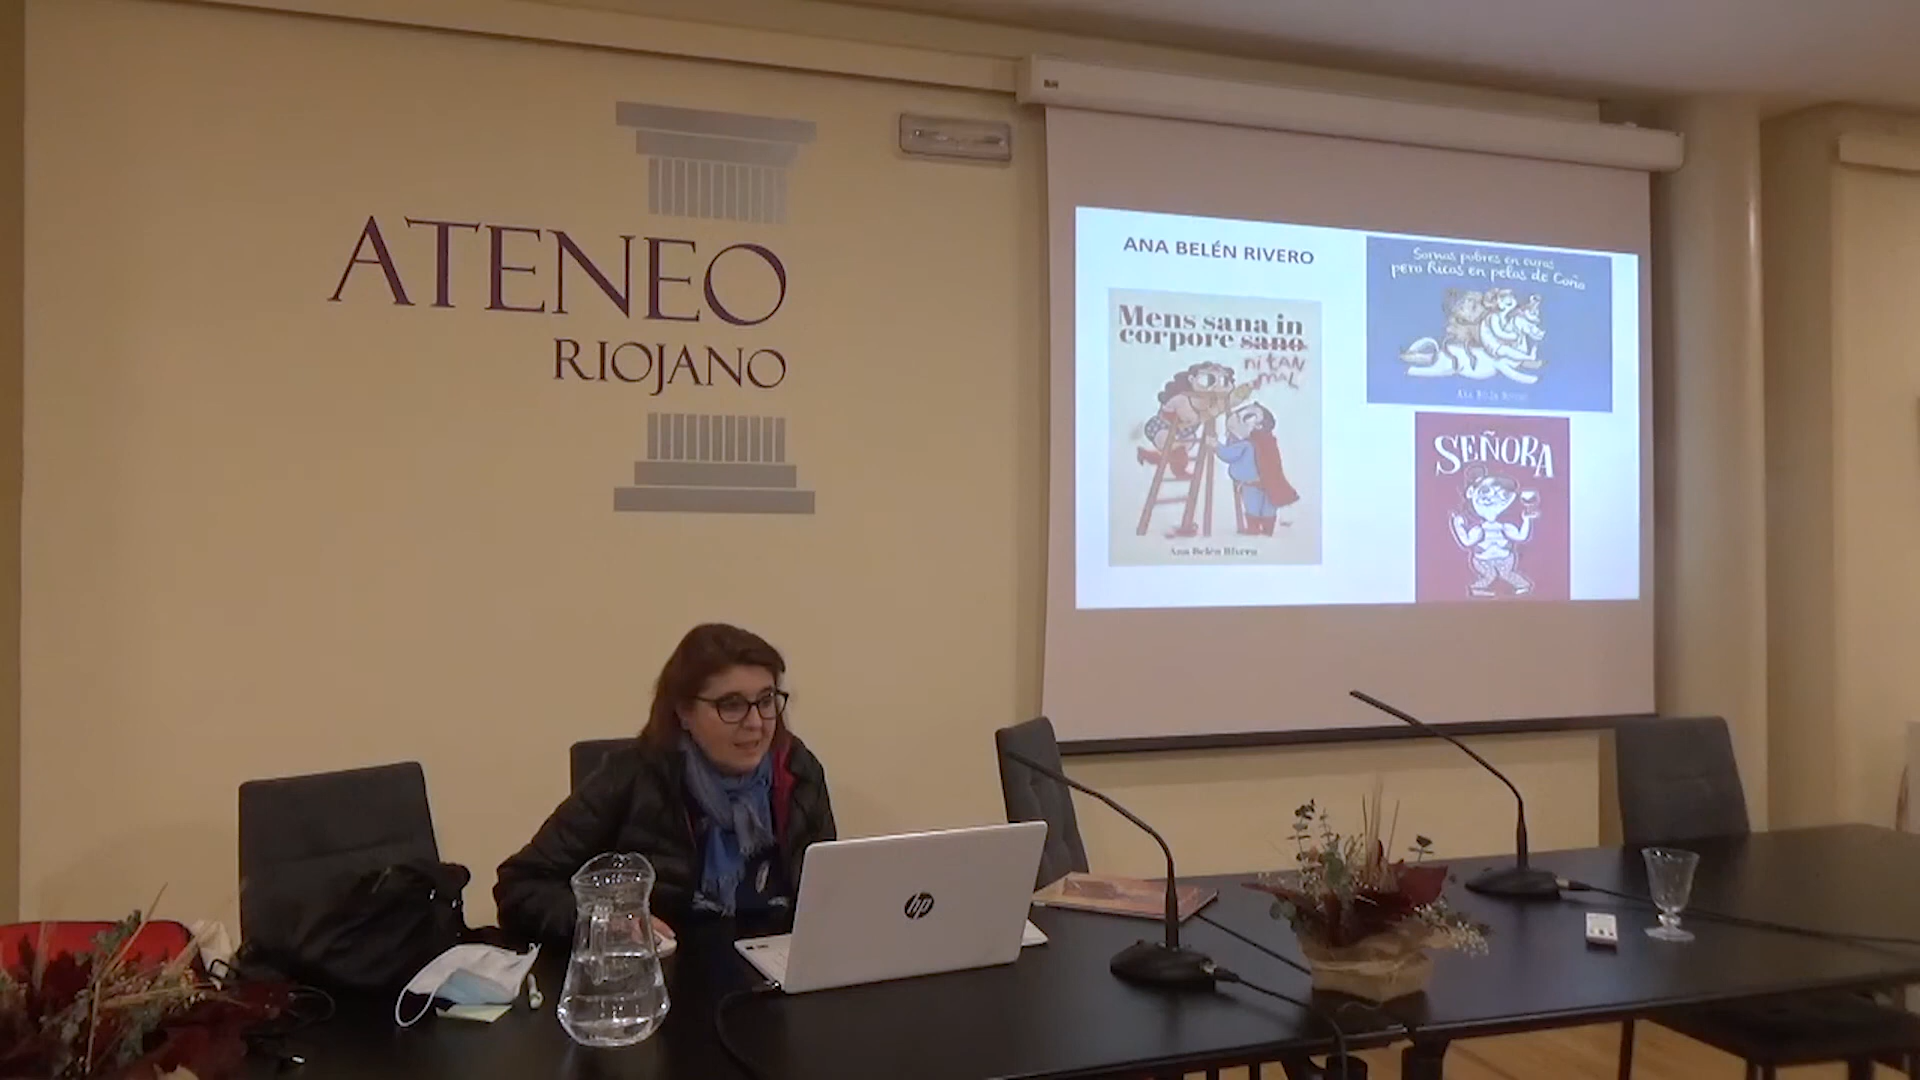 ATENEO
RIOJANO
ANA BELÉN RIVERO
Mens sana in
corpore sano
ni tan
mal
Ana Belén Rivero
Somos pobres en euros
pero Ricas en pelos de Coño
SEÑORA
hp